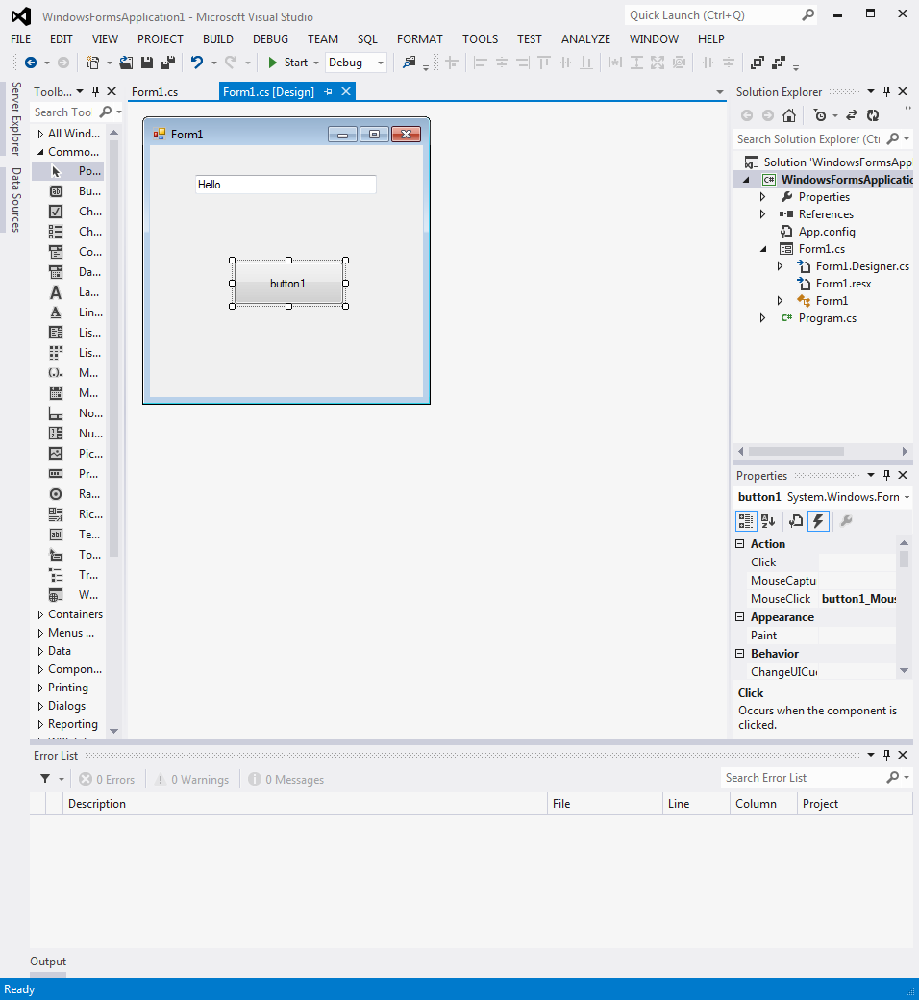 WindowsFormsApplication1 - Microsoft Visual Studio
Quick Launch (Ctrl+Q)
FILE EDIT VIEW PROJECT BUILD DEBUG TEAM SQL FORMAT TOOLS TEST ANALYZE WINDOW HELP
Start Debug
Server Explorer
Data Sources
Toolb...
Search Too
All Wind...
Commo...
Po...
Bu...
Ch...
Ch...
Co...
Da...
La...
Lin...
Lis...
Lis...
M...
M...
No...
Nu...
Pic...
Pr...
Ra...
Ric...
Te...
To...
Tr...
W...
Containers
Menus ...
Data
Compon...
Printing
Dialogs
Reporting
Form1.cs
Form1.cs [Design]
Form1
Hello
button1
Solution Explorer
Search Solution Explorer (Ctr
Solution 'WindowsFormsApp
WindowsFormsApplicatio
Properties
References
App.config
Form1.cs
Form1.Designer.cs
Form1.resx
Form1
Program.cs
Properties
button1 System.Windows.Forn
Action
Click
MouseCaptu
MouseClick button1_Mous
Appearance
Paint
Behavior
ChangeUICue
Click
Occurs when the component is
clicked.
Error List
0 Errors 0 Warnings 0 Messages
Search Error List
Description File Line Column Project
Output
Ready